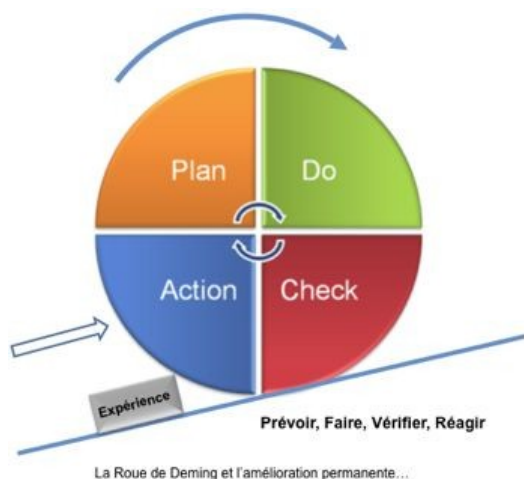 Plan
Do
Action
Check
Expérience
Prévoir, Faire, Vérifier, Réagir
La Roue de Deming et l'amélioration permanente...